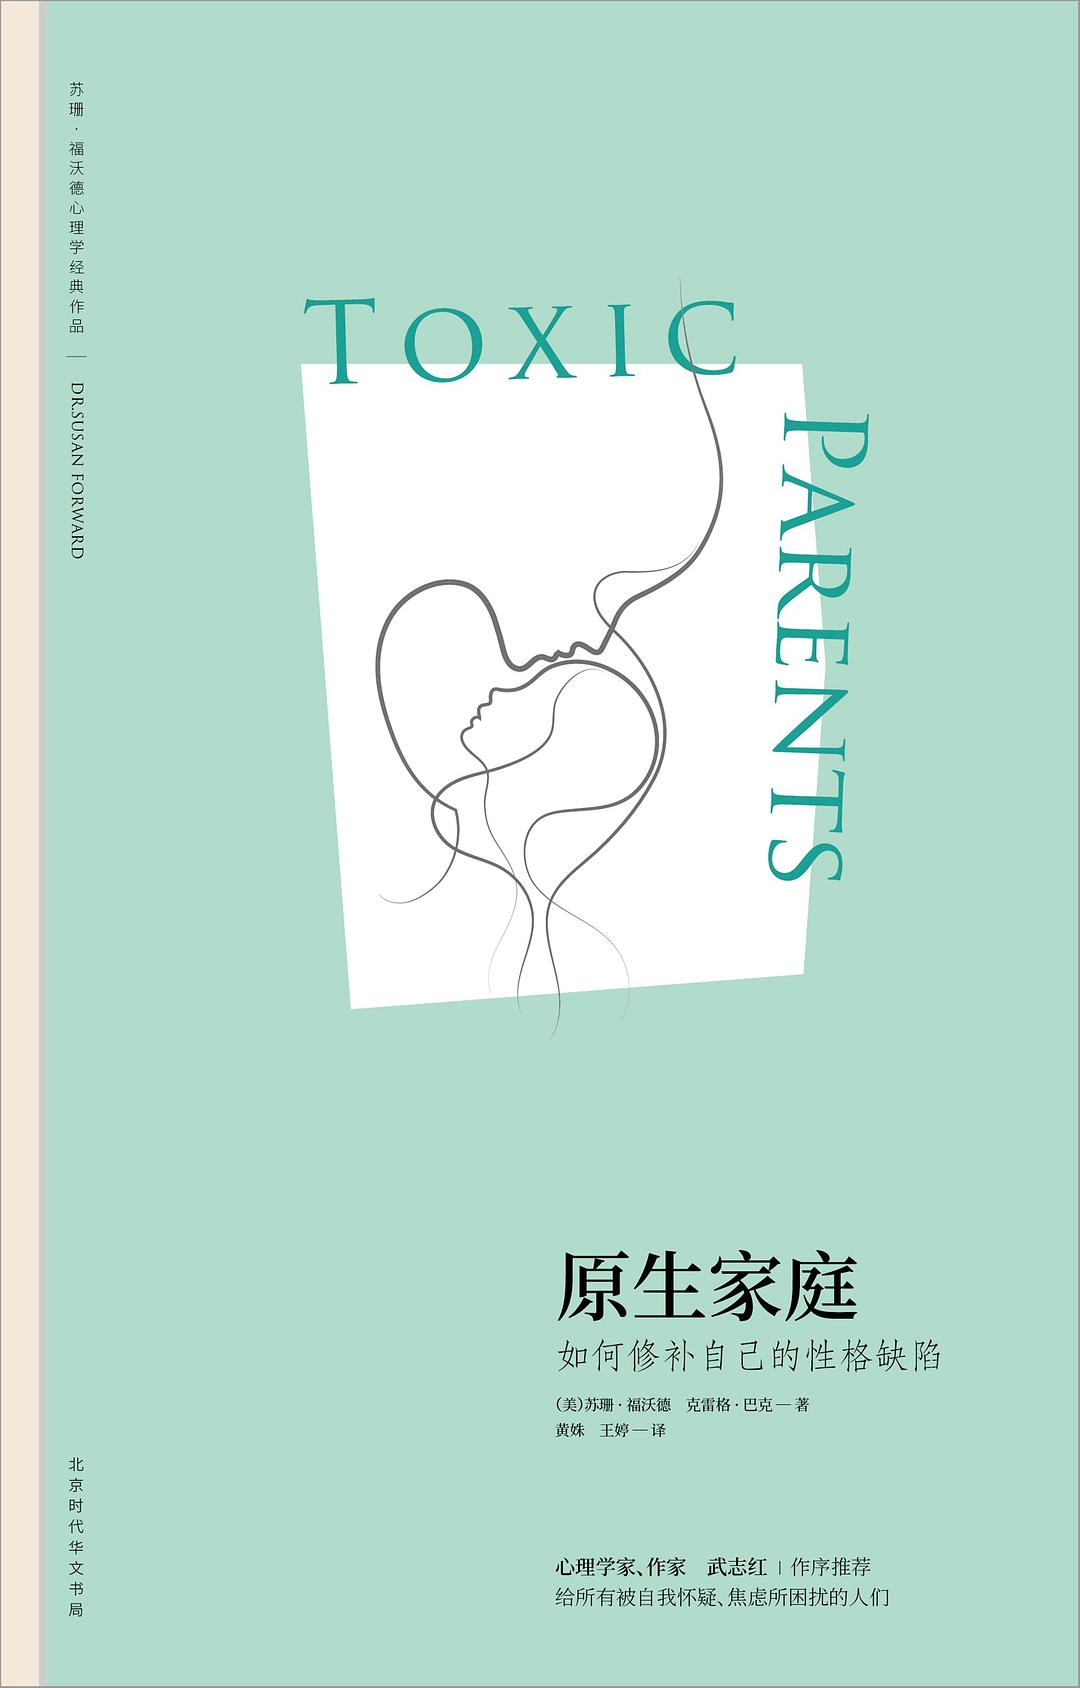 苏珊·福沃德心理学经典作品
DR.SUSAN FORWARD
TOXIC
PARENTS
原生家庭
如何修补自己的性格缺陷
(美)苏珊·福沃德 克雷格·巴克—著
黄姝 王婷—译
心理学家、作家 武志红 | 作序推荐
给所有被自我怀疑、焦虑所困扰的人们
北京时代华文书局